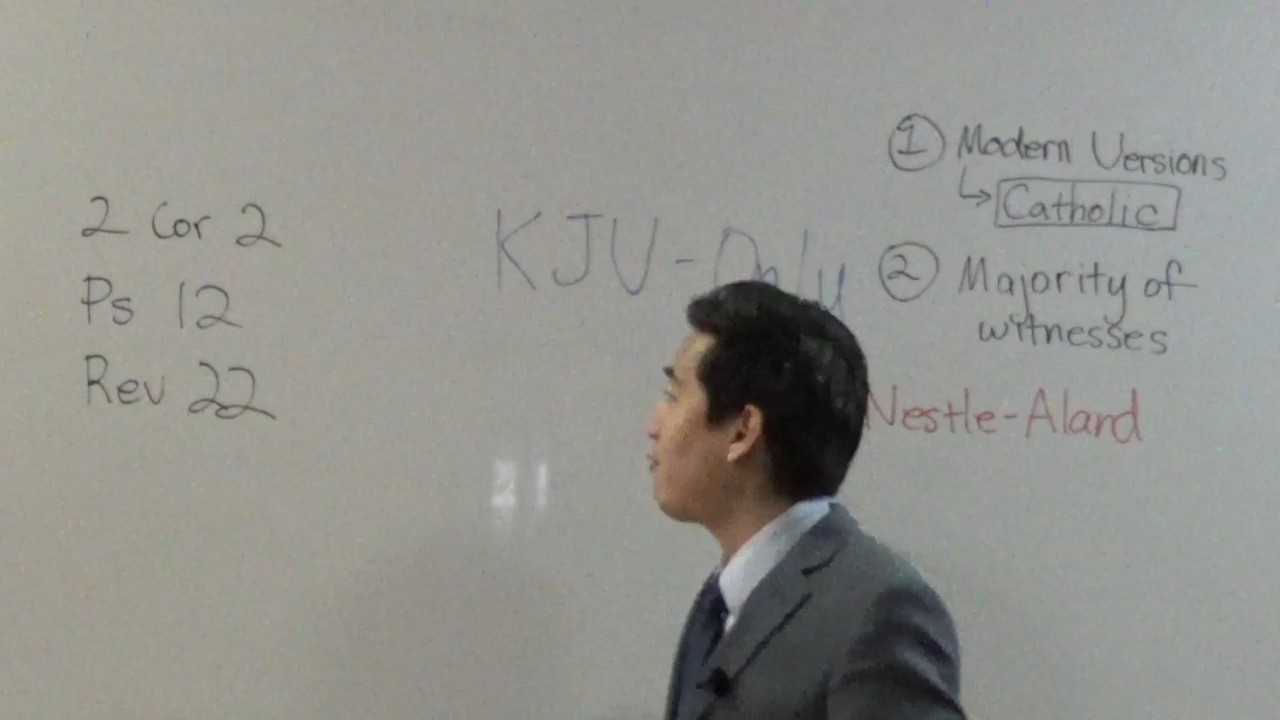 2 Cor 2
Ps 12
Rev 22
KJV-Only
① Modern Versions
↳ Catholic
② Majority of
witnesses
Nestle-Aland